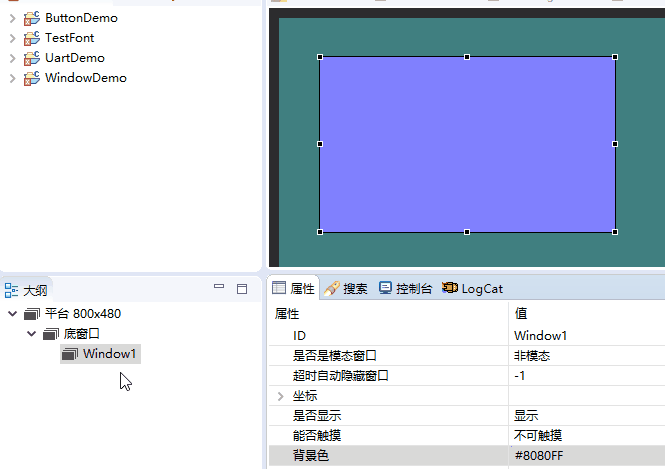 ButtonDemo
TestFont
UartDemo
WindowDemo
大纲
平台 800x480
底窗口
Window1
属性 搜索 控制台 LogCat
属性 值
ID Window1
是否是模态窗口 非模态
超时自动隐藏窗口 -1
坐标
是否显示 显示
能否触摸 不可触摸
背景色 #8080FF